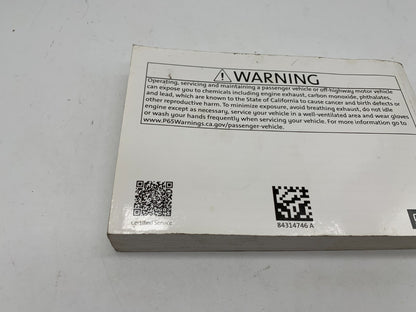 WARNING
Operating, servicing and maintaining a passenger vehicle or off-highway motor vehicle
can expose you to chemicals including engine exhaust, carbon monoxide, phthalates,
and lead, which are known to the State of California to cause cancer and birth defects or
other reproductive harm. To minimize exposure, avoid breathing exhaust, do not idle
engine except as necessary, service your vehicle in a well-ventilated area and wear gloves
or wash your hands frequently when servicing your vehicle. For more information go to
www.P65Warnings.ca.gov/passenger-vehicle.
Certified Service
84314746 A